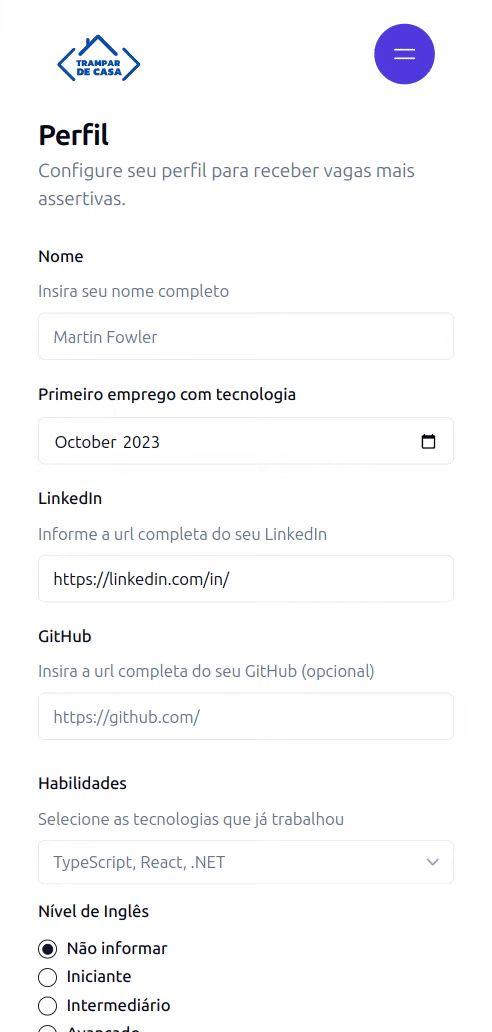 TRAMPAR
DE CASA
Perfil
Configure seu perfil para receber vagas mais
assertivas.
Nome
Insira seu nome completo
Martin Fowler
Primeiro emprego com tecnologia
October 2023
LinkedIn
Informe a url completa do seu LinkedIn
https://linkedin.com/in/
GitHub
Insira a url completa do seu GitHub (opcional)
https://github.com/
Habilidades
Selecione as tecnologias que já trabalhou
TypeScript, React, .NET
Nível de Inglês
Não informar
Iniciante
Intermediário
Avançado